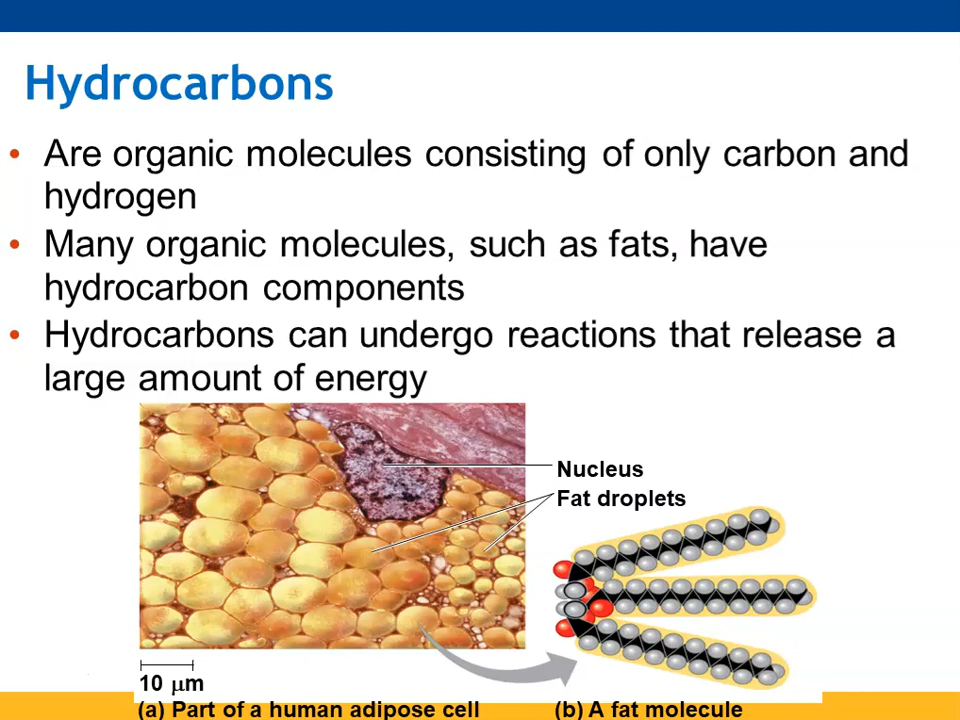 Hydrocarbons
• Are organic molecules consisting of only carbon and
hydrogen
• Many organic molecules, such as fats, have
hydrocarbon components
• Hydrocarbons can undergo reactions that release a
large amount of energy
Nucleus
Fat droplets
10 μm
(a) Part of a human adipose cell
(b) A fat molecule